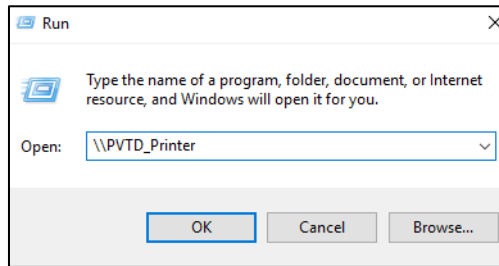 Run
Type the name of a program, folder, document, or Internet
resource, and Windows will open it for you.
Open: \\PVTD_Printer
OK Cancel Browse...